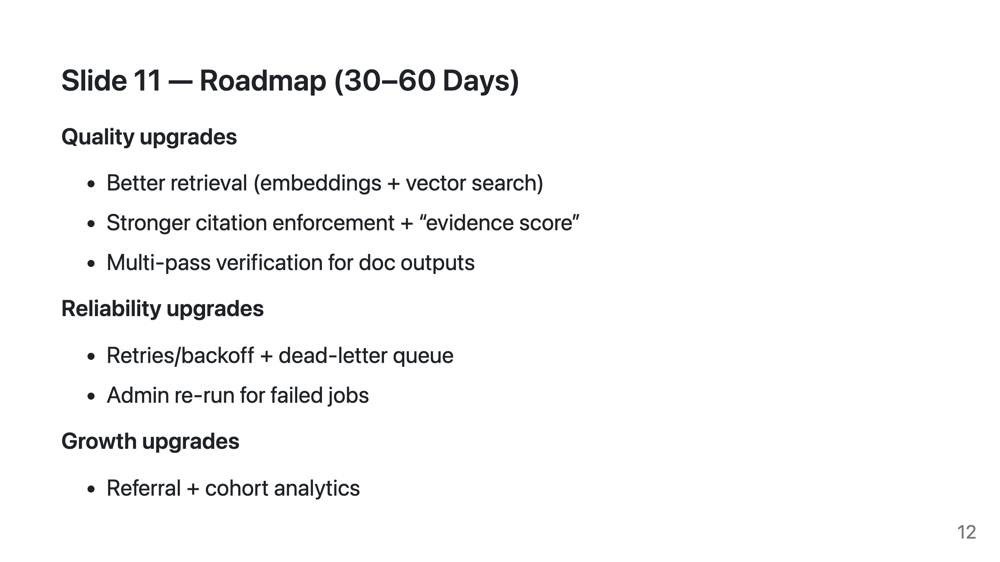 Slide 11 — Roadmap (30–60 Days)
Quality upgrades
• Better retrieval (embeddings + vector search)
• Stronger citation enforcement + “evidence score”
• Multi-pass verification for doc outputs
Reliability upgrades
• Retries/backoff + dead-letter queue
• Admin re-run for failed jobs
Growth upgrades
• Referral + cohort analytics
12